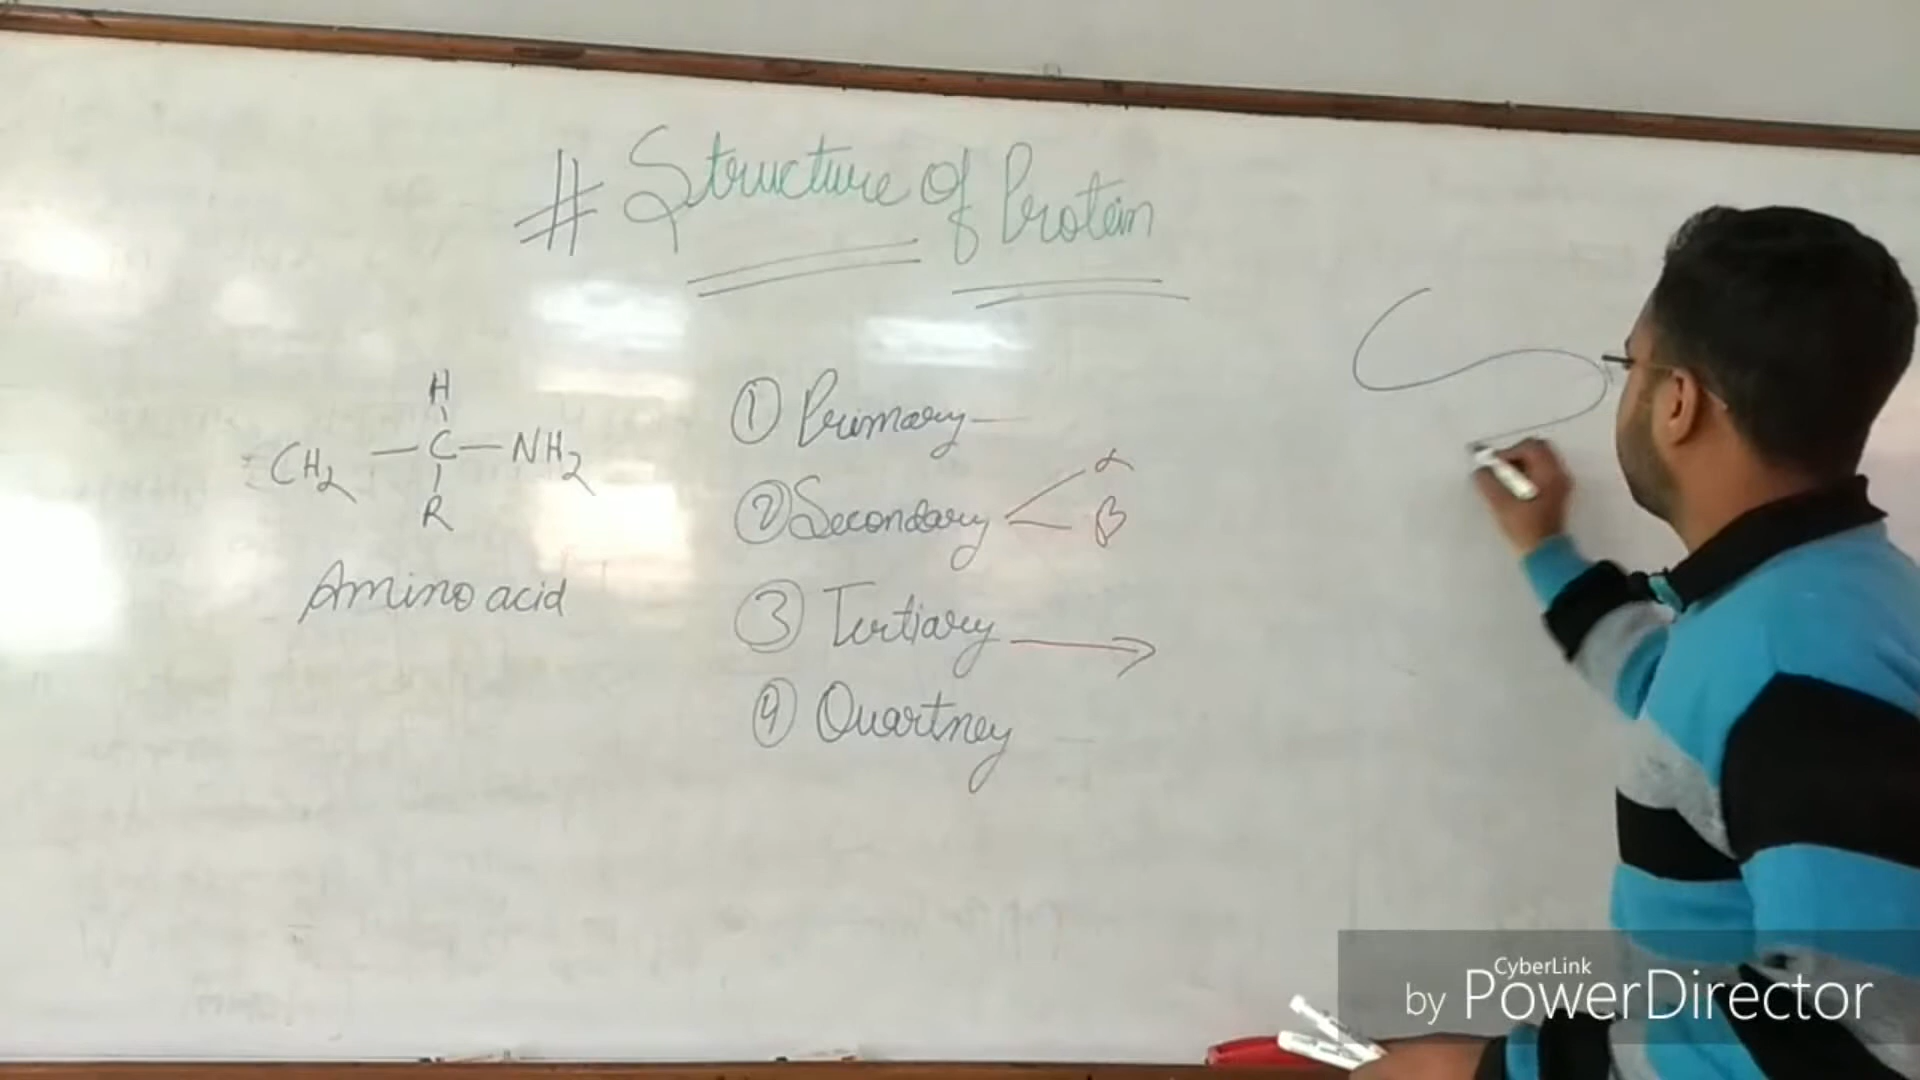 # Structure of Protein
H
CH2 — C — NH2
R
Amino acid
① Primary —
② Secondary < α
β
③ Tertiary →
④ Quartney
CyberLink
by PowerDirector